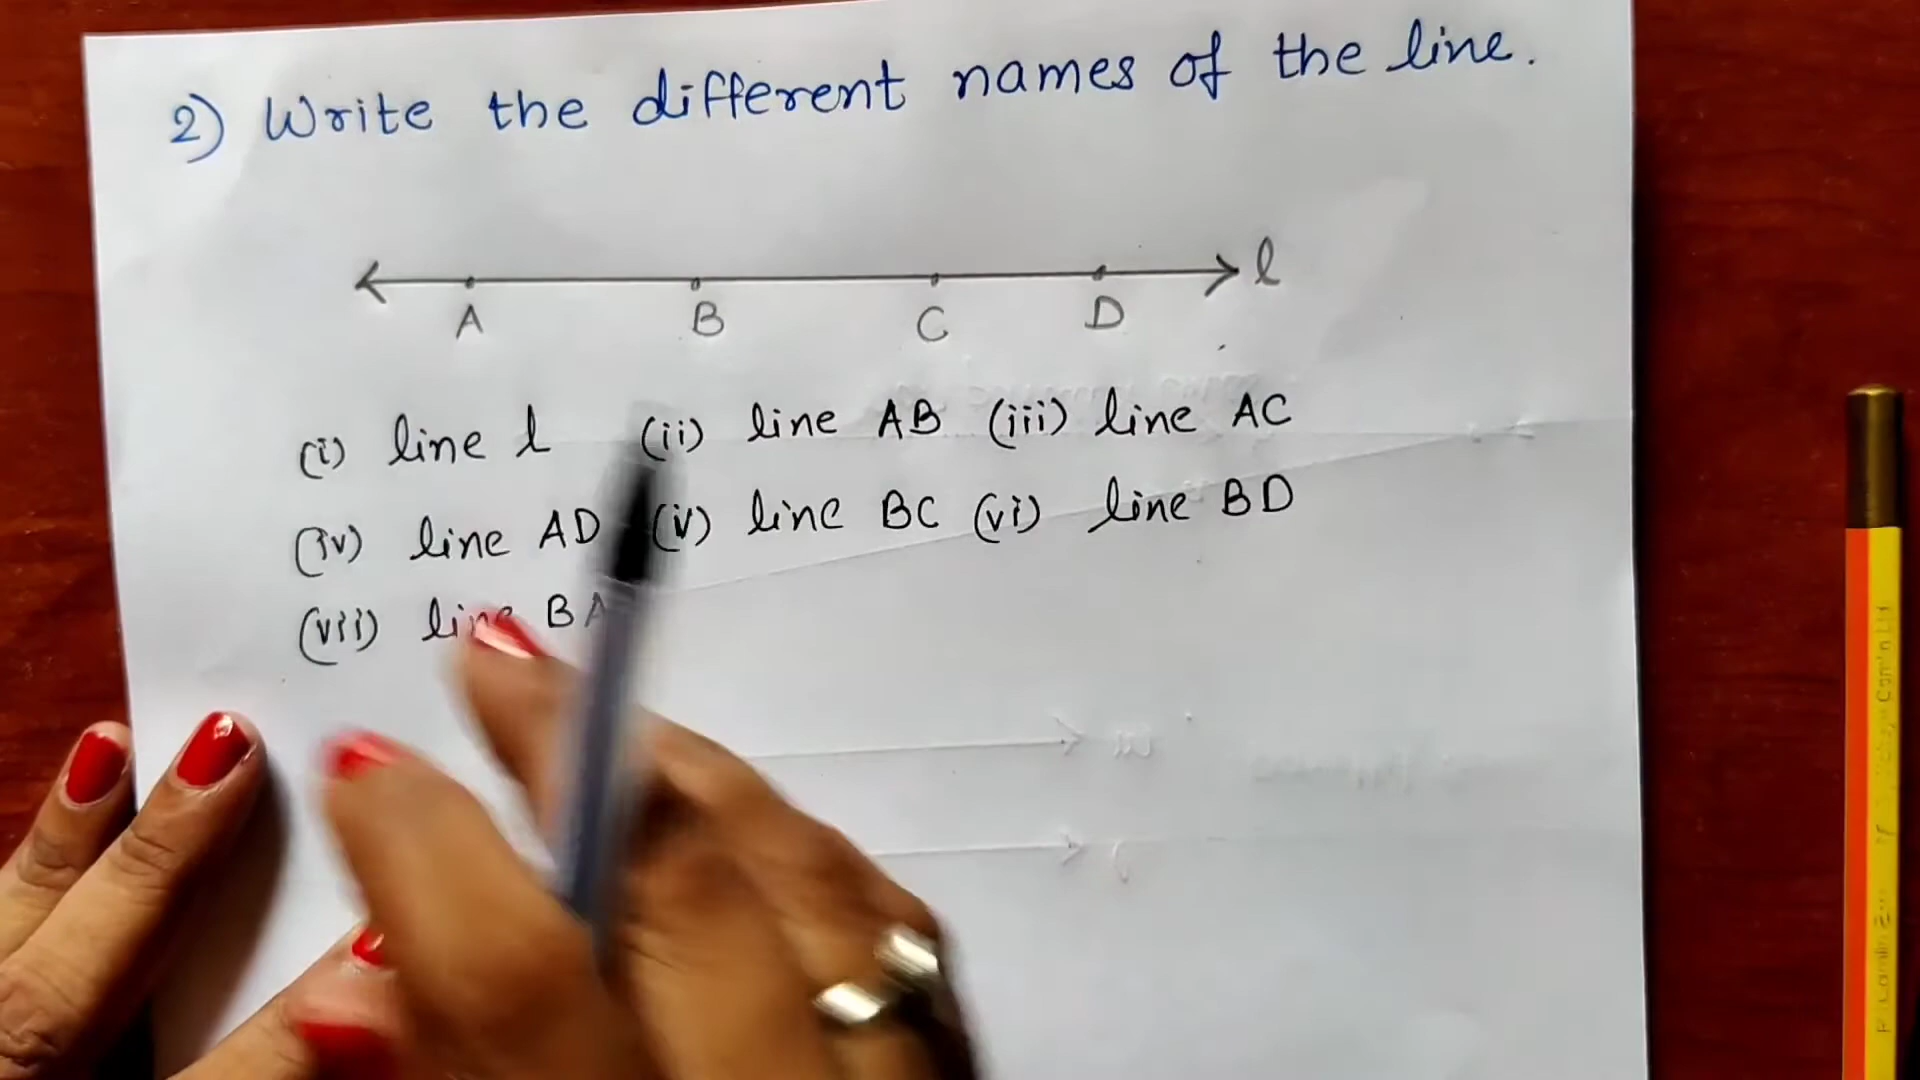 2) Write the different names of the line.
l
A B C D
(i) line l (ii) line AB (iii) line AC
(iv) line AD (v) line BC (vi) line BD
(vii) line BA